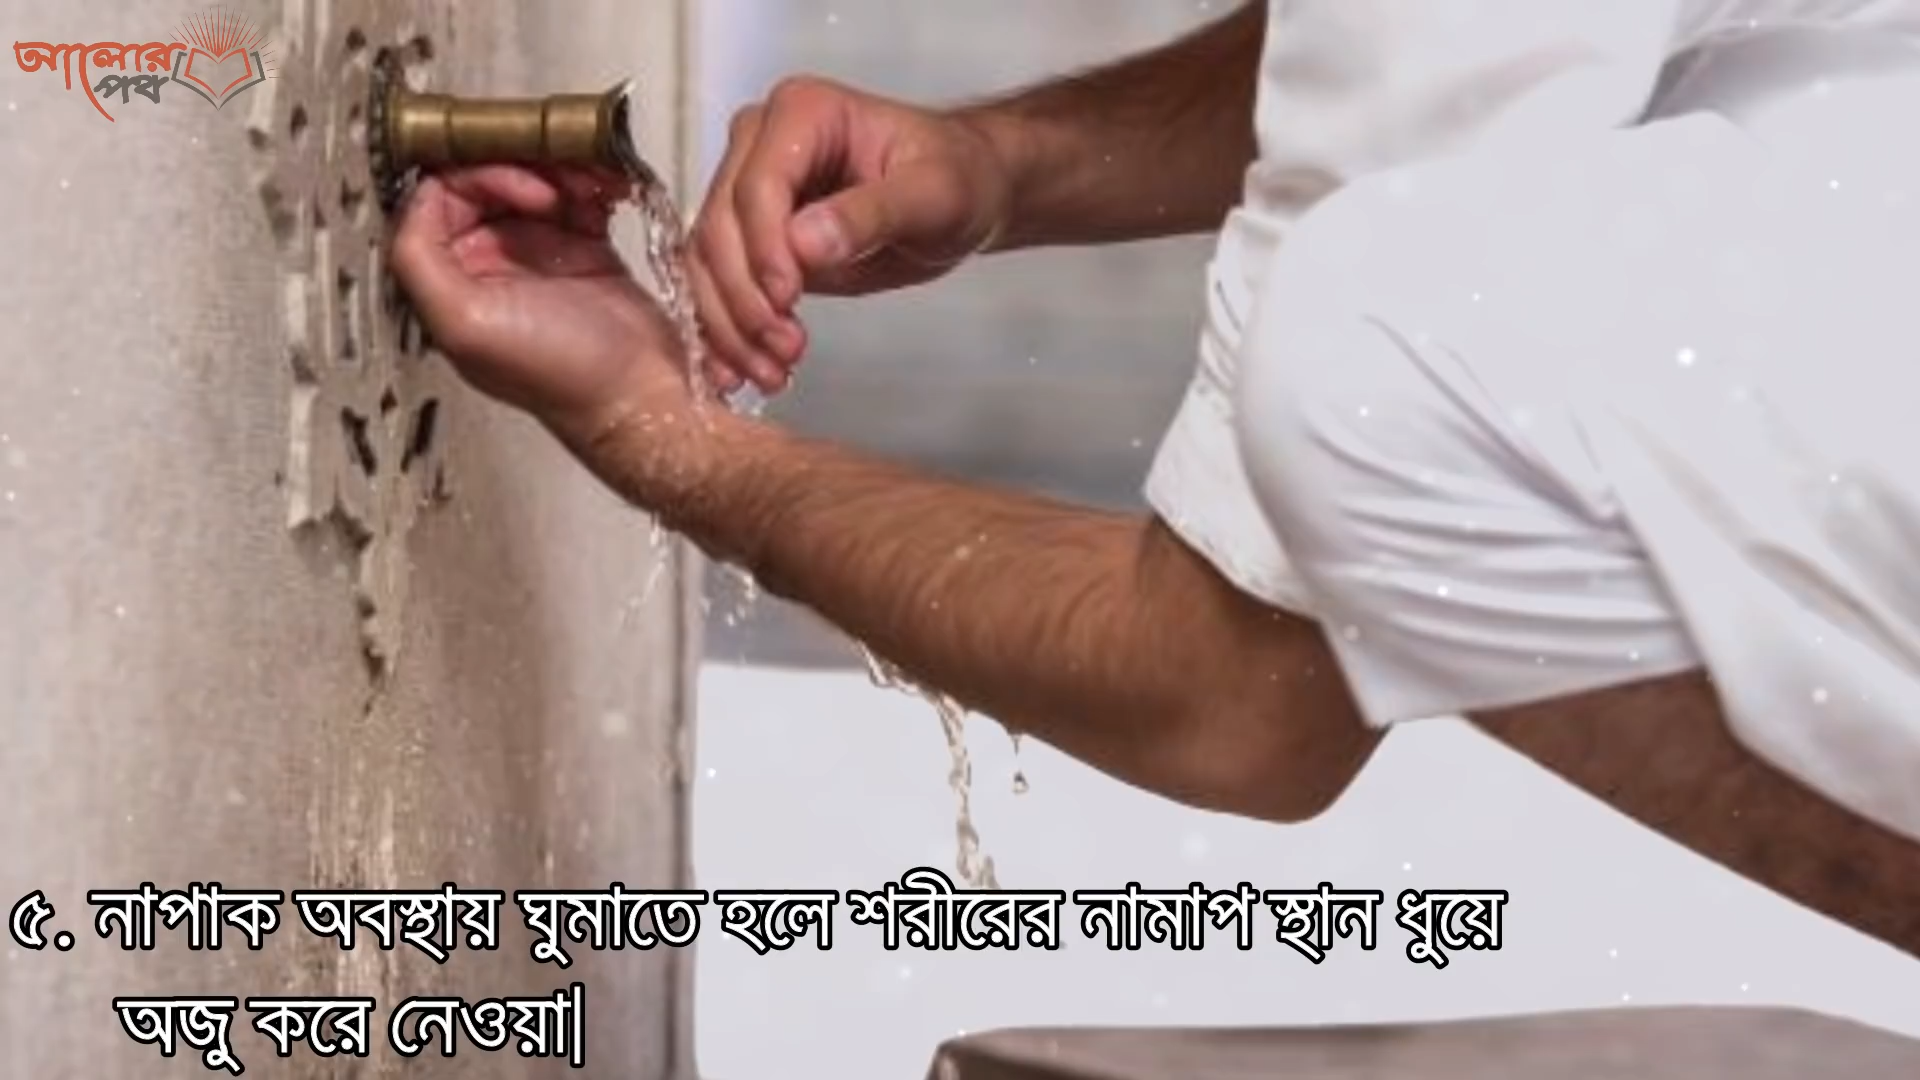 আলোর
পথ
৫. নাপাক অবস্থায় ঘুমাতে হলে শরীরের নামাপ স্থান ধুয়ে
অজু করে নেওয়া|